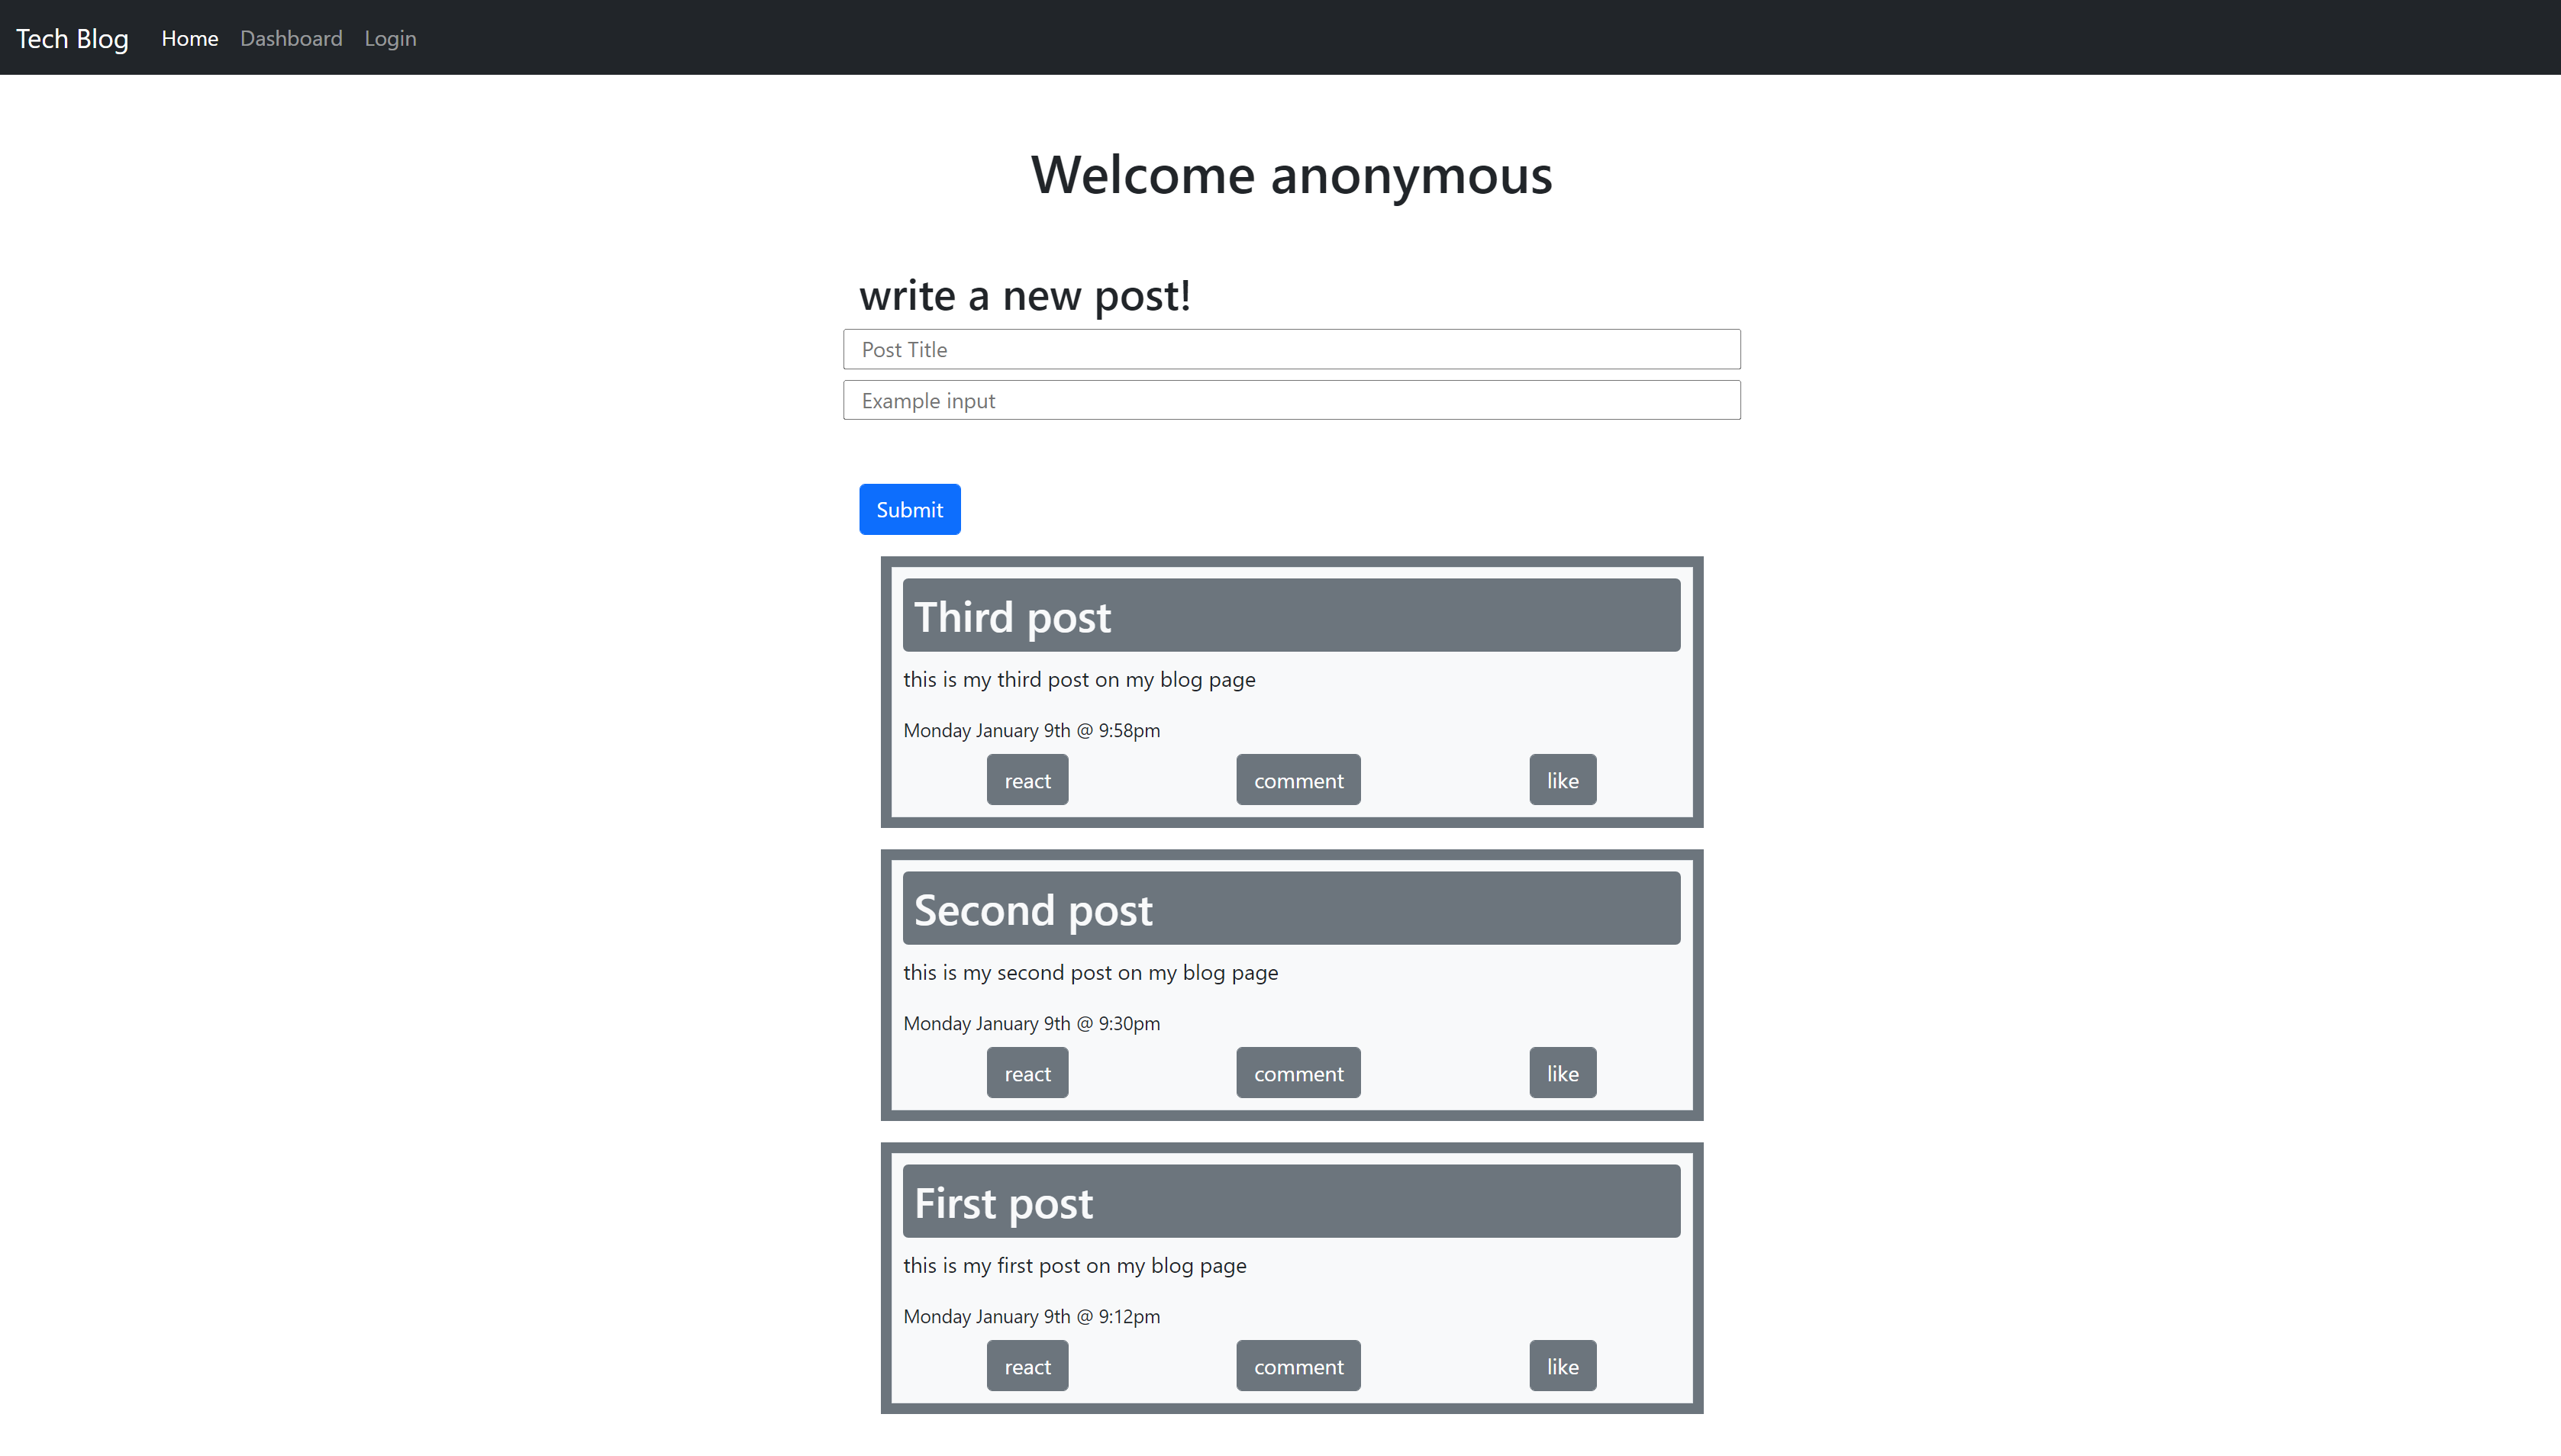 Tech Blog Home Dashboard Login
Welcome anonymous
write a new post!
Post Title
Example input
Submit
Third post
this is my third post on my blog page
Monday January 9th @ 9:58pm
react comment like
Second post
this is my second post on my blog page
Monday January 9th @ 9:30pm
react comment like
First post
this is my first post on my blog page
Monday January 9th @ 9:12pm
react comment like